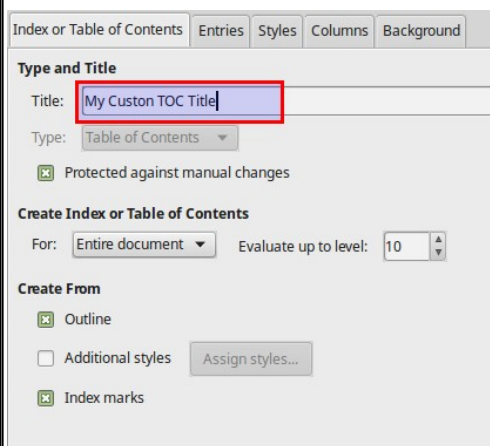 Index or Table of Contents Entries Styles Columns Background
Type and Title
Title: My Custon TOC Title
Type: Table of Contents
Protected against manual changes
Create Index or Table of Contents
For: Entire document Evaluate up to level: 10
Create From
Outline
Additional styles Assign styles...
Index marks